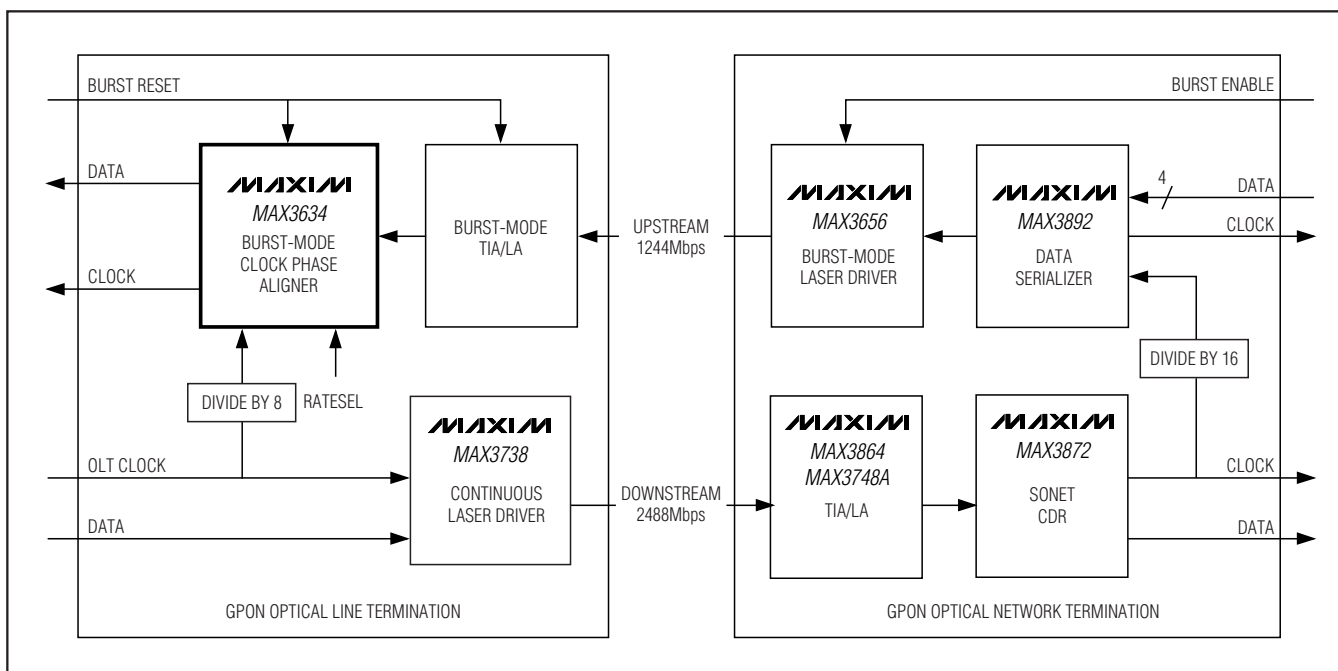 BURST RESET
DATA
CLOCK
MAXIM
MAX3634
BURST-MODE
CLOCK PHASE
ALIGNER
BURST-MODE
TIA/LA
DIVIDE BY 8
RATESEL
OLT CLOCK
DATA
MAXIM
MAX3738
CONTINUOUS
LASER DRIVER
GPON OPTICAL LINE TERMINATION
UPSTREAM
1244Mbps
DOWNSTREAM
2488Mbps
BURST ENABLE
MAXIM
MAX3656
BURST-MODE
LASER DRIVER
MAXIM
MAX3892
DATA
SERIALIZER
4
DATA
CLOCK
DIVIDE BY 16
MAXIM
MAX3864
MAX3748A
TIA/LA
MAXIM
MAX3872
SONET
CDR
CLOCK
DATA
GPON OPTICAL NETWORK TERMINATION